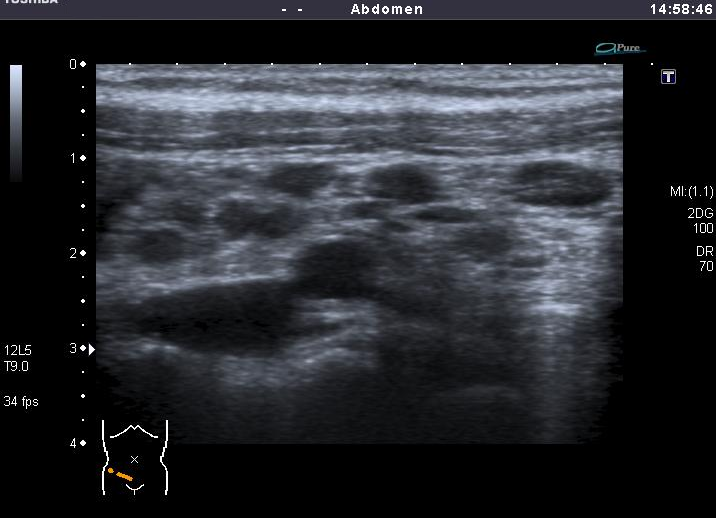 TOSHIBA
- - Abdomen 14:58:46
aPure
T
0
1
2
3
4
MI:(1.1)
2DG
100
DR
70
12L5
T9.0
34 fps